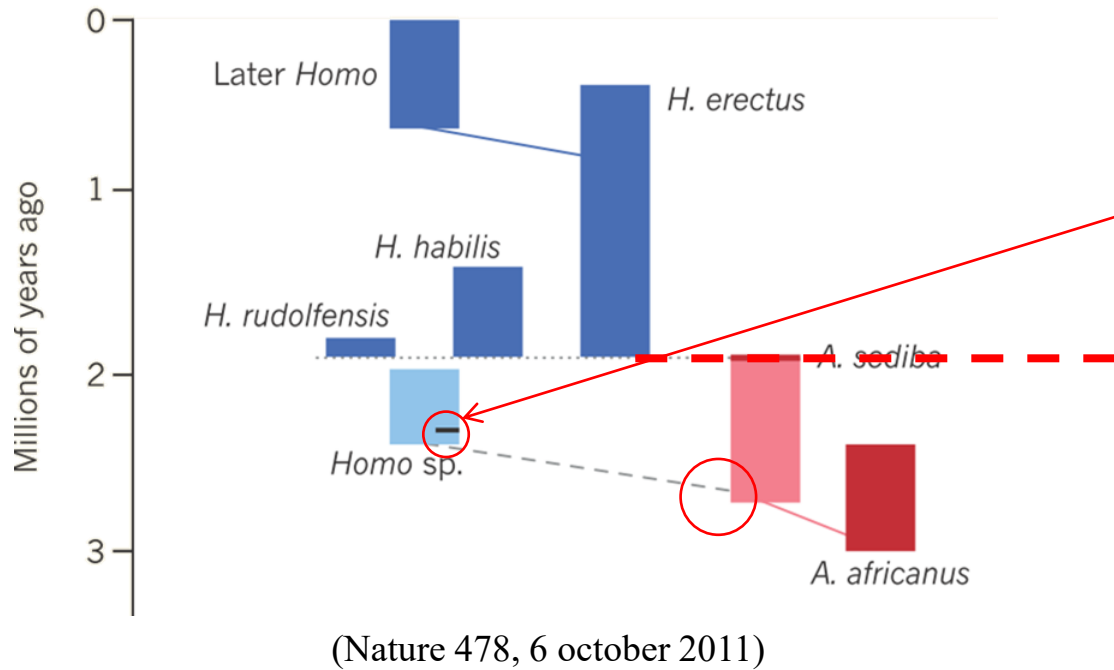 0
Later Homo
H. erectus
1
H. habilis
H. rudolfensis
A. sediba
2
Homo sp.
3
A. africanus
Millions of years ago
(Nature 478, 6 october 2011)